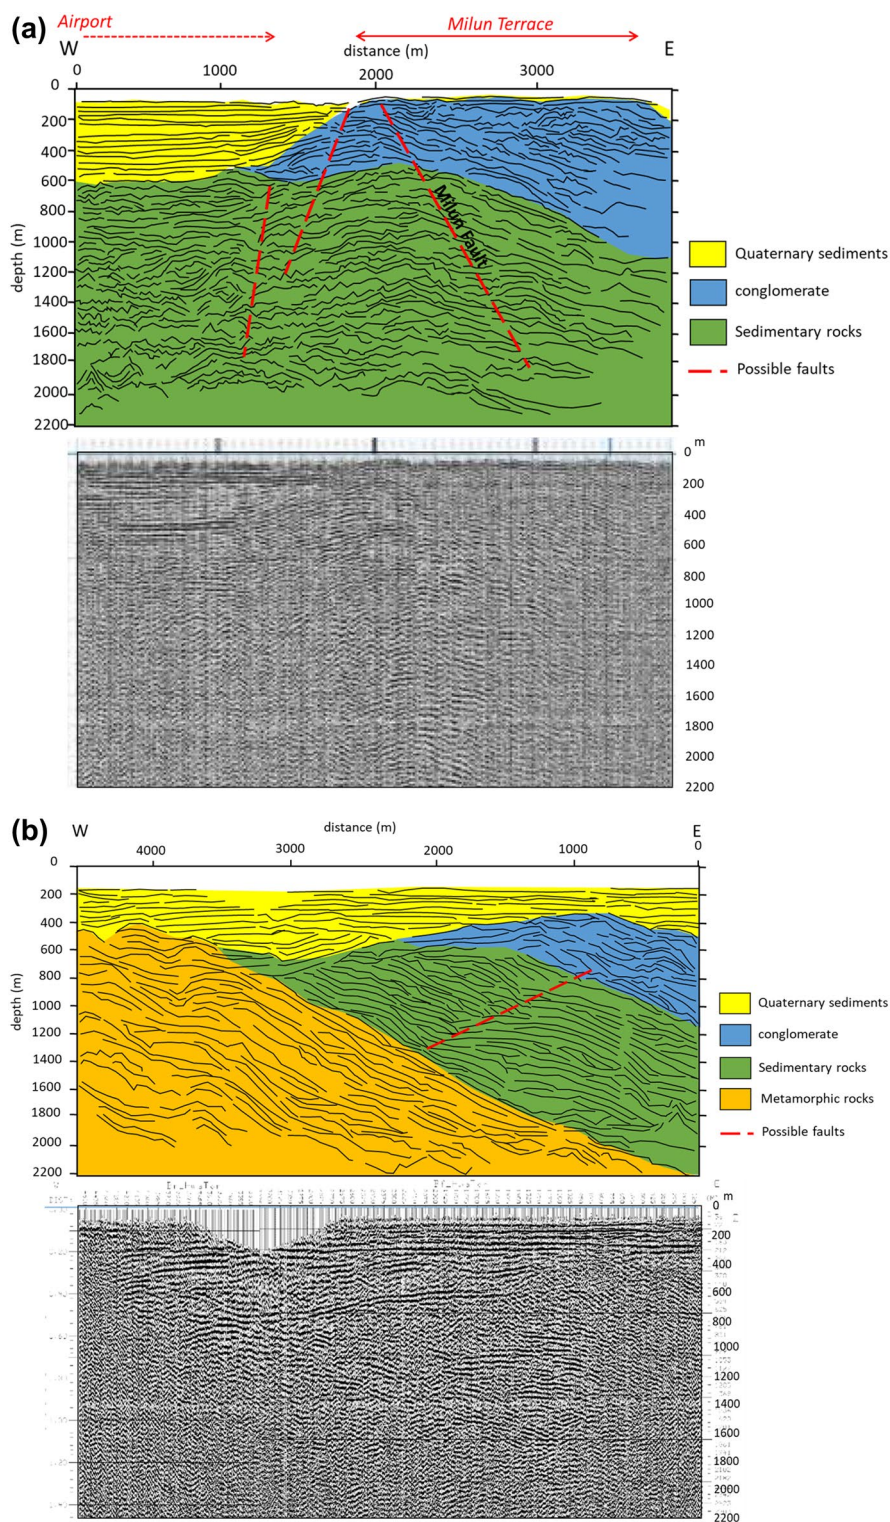 (a)
Airport
Milun Terrace
W
distance (m)
E
0
1000
2000
3000
0
200
400
600
800
1000
1200
1400
1600
1800
2000
2200
depth (m)
Milun Fault
Quaternary sediments
conglomerate
Sedimentary rocks
Possible faults
m
0
200
400
600
800
1000
1200
1400
1600
1800
2000
2200
(b)
W
distance (m)
E
4000
3000
2000
1000
0
0
200
400
600
800
1000
1200
1400
1600
1800
2000
2200
depth (m)
Quaternary sediments
conglomerate
Sedimentary rocks
Metamorphic rocks
Possible faults
m
0
200
400
600
800
1000
1200
1400
1600
1800
2000
2200